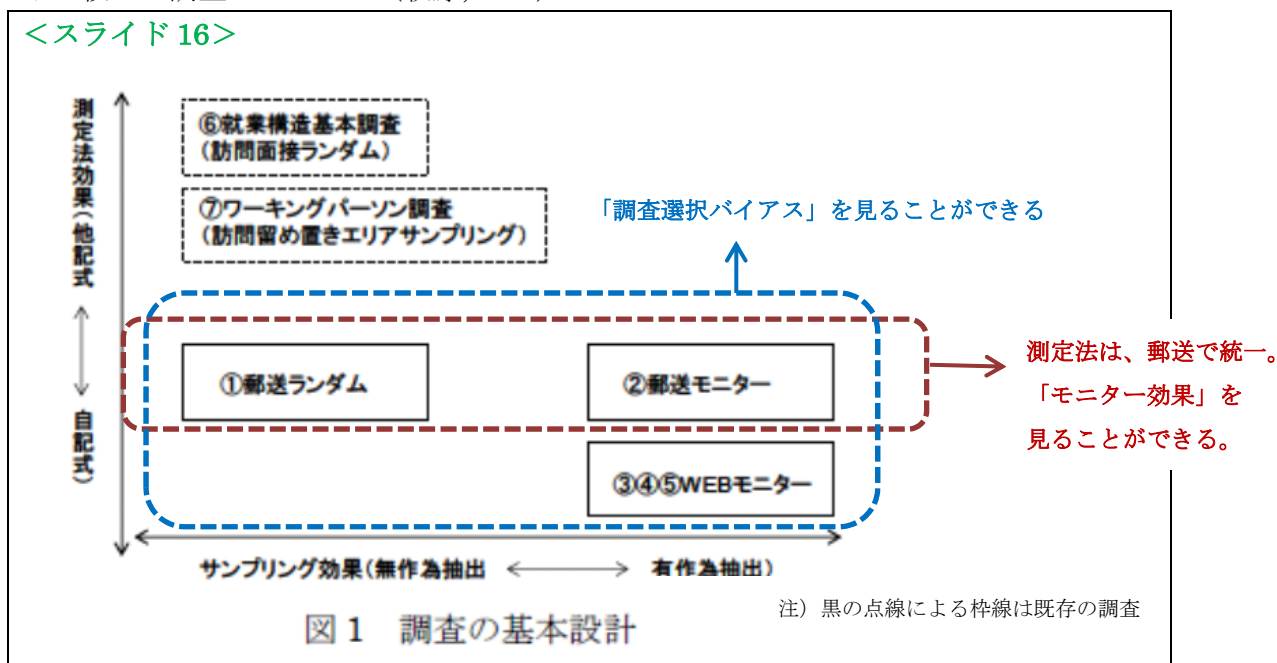 ＜スライド 16＞
測定法効果(他記式 ←→ 自記式)
⑥就業構造基本調査
(訪問面接ランダム)
⑦ワーキングパーソン調査
(訪問留め置きエリアサンプリング)
「調査選択バイアス」を見ることができる
①郵送ランダム
②郵送モニター
③④⑤WEBモニター
測定法は、郵送で統一。
「モニター効果」を
見ることができる。
サンプリング効果(無作為抽出 ←→ 有作為抽出)
注）黒の点線による枠線は既存の調査
図 1　調査の基本設計